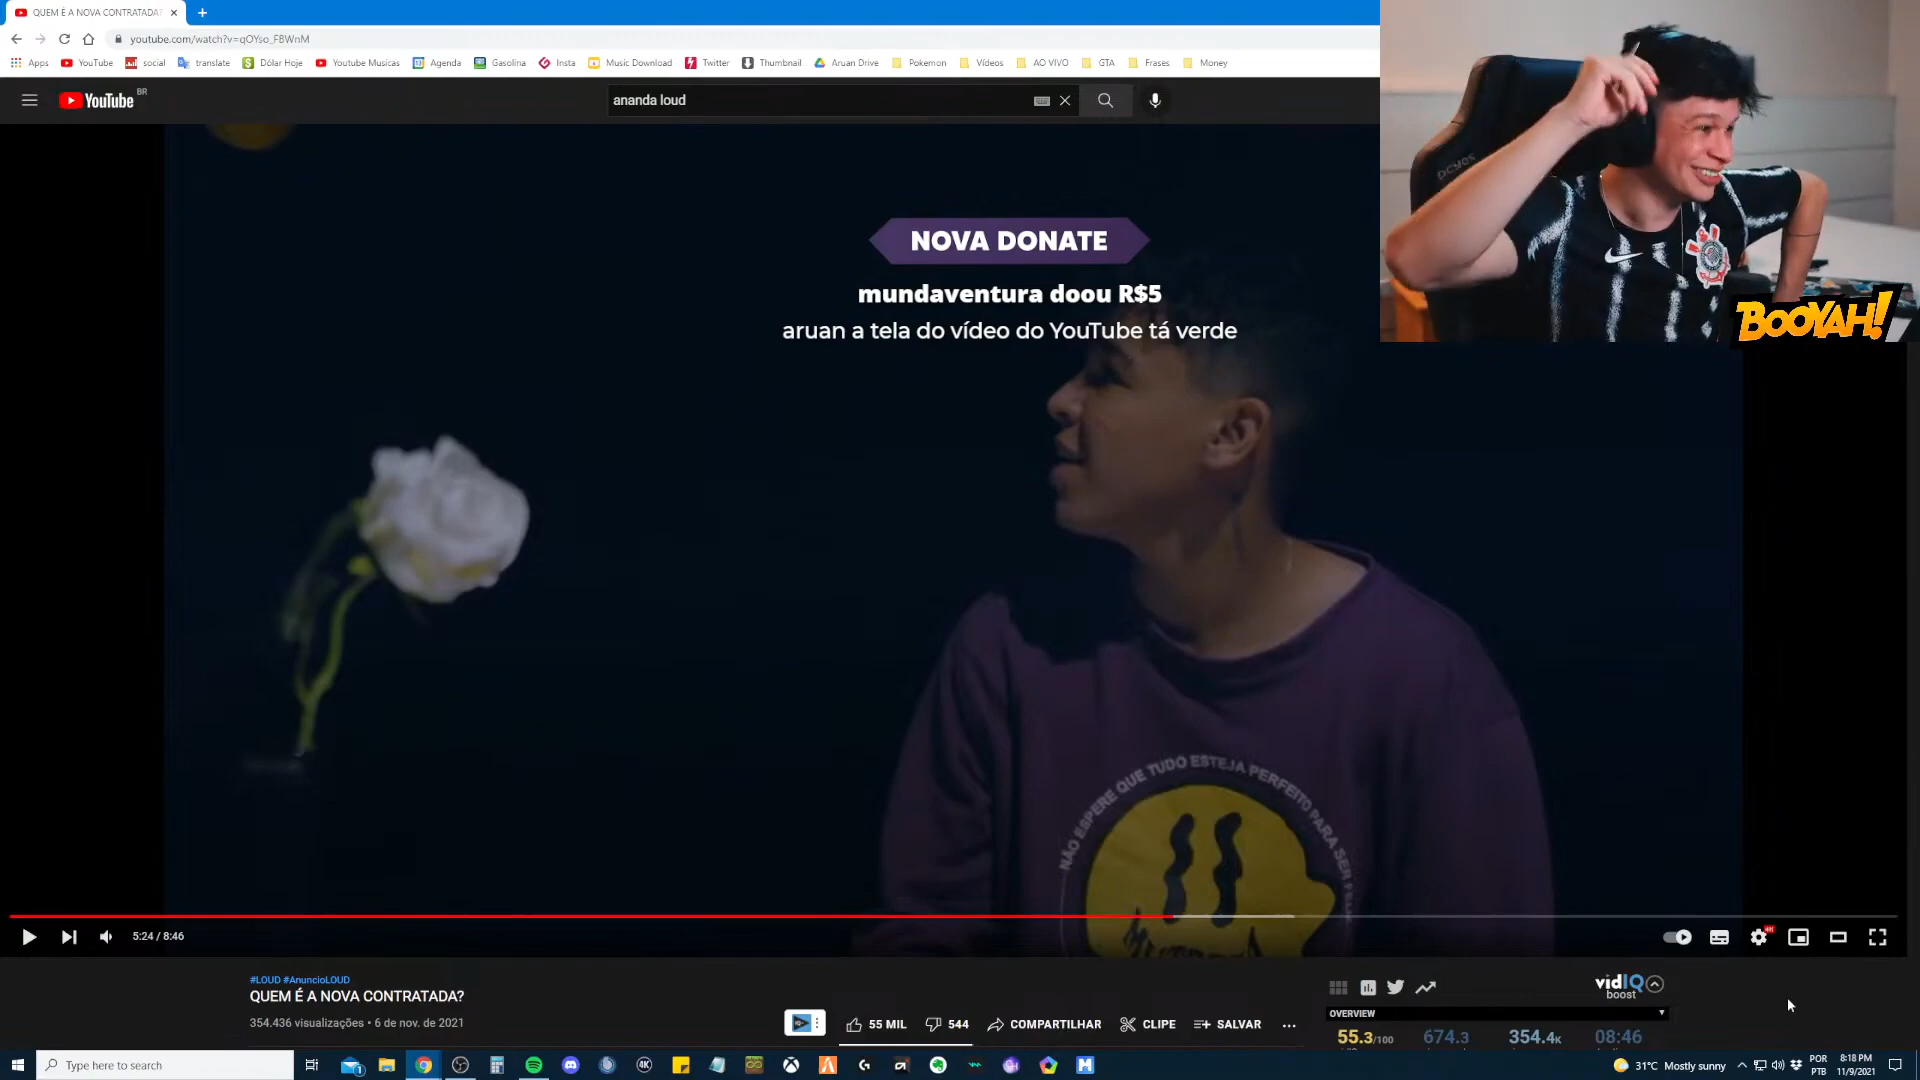 QUEM É A NOVA CONTRATADA?
youtube.com/watch?v=qOYso_FBWnM
Apps YouTube social translate Dólar Hoje Youtube Musicas Agenda Gasolina Insta Music Download Twitter Thumbnail Aruan Drive Pokemon Vídeos AO VIVO GTA Frases Money
YouTube BR
ananda loud
NOVA DONATE
mundaventura doou R$5
aruan a tela do vídeo do YouTube tá verde
BOOYAH!
NÃO ESPERE QUE TUDO ESTEJA PERFEITO PARA SER
5:24 / 8:46
#LOUD #AnuncioLOUD
QUEM É A NOVA CONTRATADA?
354.436 visualizações • 6 de nov. de 2021
55 MIL 544 COMPARTILHAR CLIPE SALVAR
vidIQ
boost
OVERVIEW
55.3/100 674.3 354.4K 08:46
Type here to search
31°C Mostly sunny
POR
PTB
8:18 PM
11/9/2021